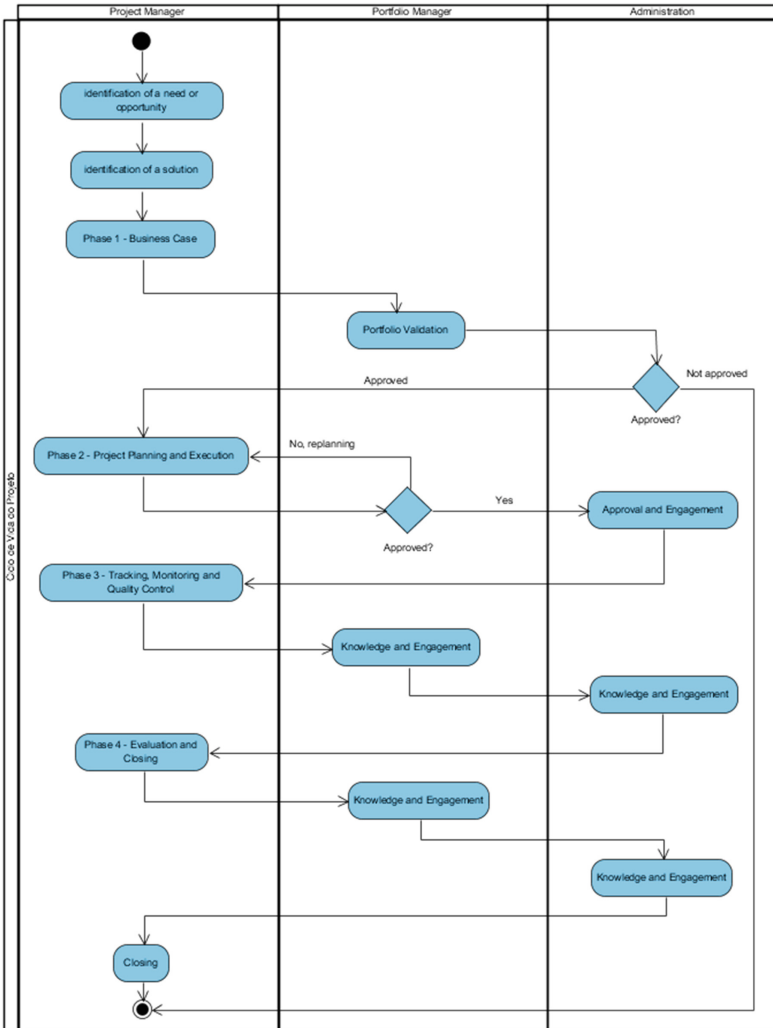 Project Manager
Portfolio Manager
Administration
Ciclo de Vida do Projeto
identification of a need or
opportunity
identification of a solution
Phase 1 - Business Case
Portfolio Validation
Not approved
Approved
Approved?
No, replanning
Phase 2 - Project Planning and Execution
Yes
Approval and Engagement
Approved?
Phase 3 - Tracking, Monitoring and
Quality Control
Knowledge and Engagement
Knowledge and Engagement
Phase 4 - Evaluation and
Closing
Knowledge and Engagement
Knowledge and Engagement
Closing